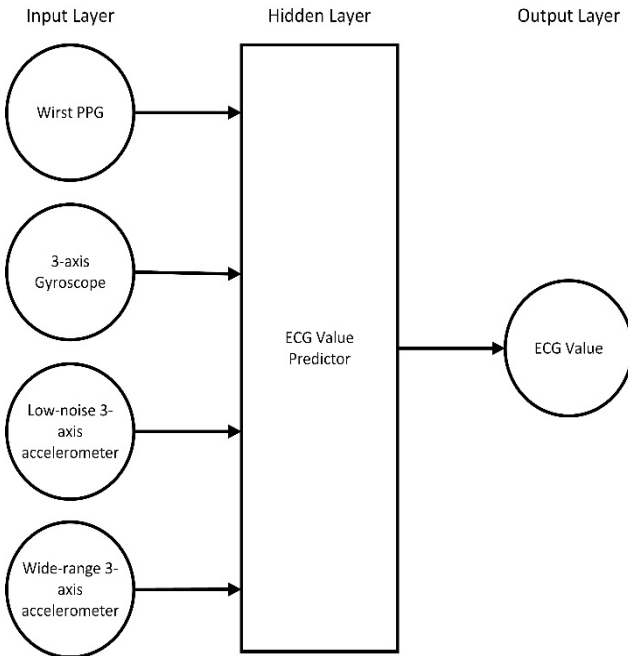 Input Layer
Hidden Layer
Output Layer
Wirst PPG
3-axis
Gyroscope
Low-noise 3-
axis
accelerometer
Wide-range 3-
axis
accelerometer
ECG Value
Predictor
ECG Value